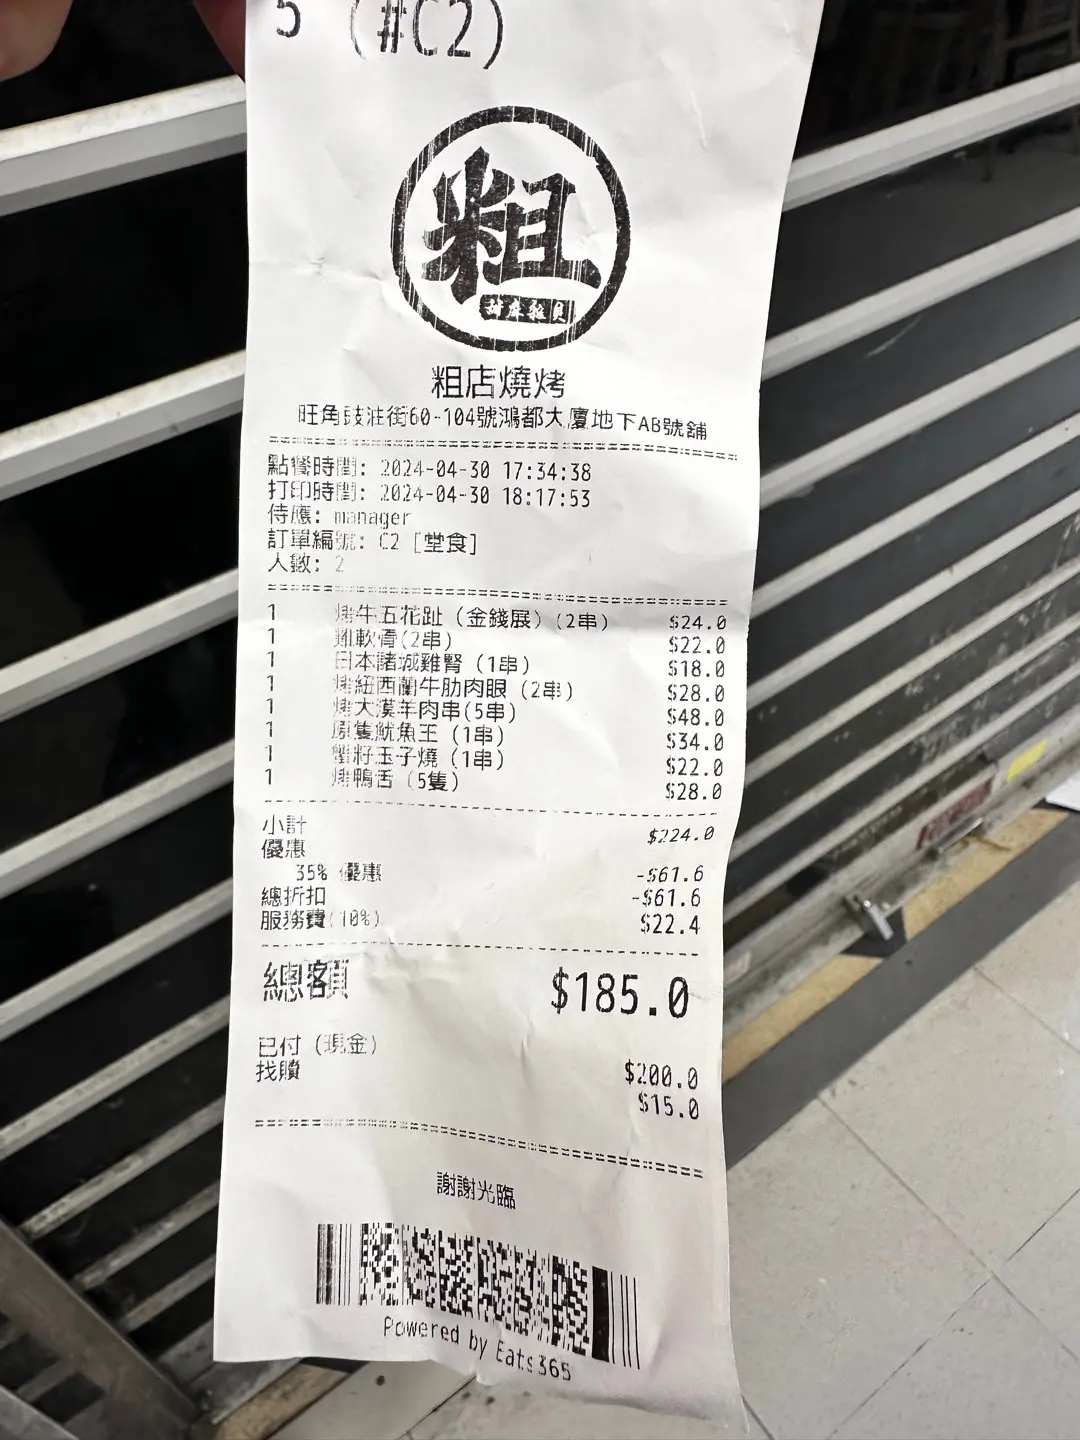 5 (#C2)
粗
粗店燒烤
旺角豉油街60-104號鴻都大廈地下AB號舖
點餐時間: 2024-04-30 17:34:38
打印時間: 2024-04-30 18:17:53
侍應: manager
訂單編號: C2 [堂食]
人數: 2
1 烤牛五花趾 (金錢展) (2串) $24.0
1 雞軟骨(2串) $22.0
1 日本諸城雞腎 (1串) $18.0
1 烤紐西蘭牛肋肉眼 (2串) $28.0
1 烤大漠羊肉串(5串) $48.0
1 原隻魷魚王 (1串) $34.0
1 蟹籽玉子燒 (1串) $22.0
1 烤鴨舌 (5隻) $28.0
小計 $224.0
優惠
35% 優惠 -$61.6
總折扣 -$61.6
服務費(10%) $22.4
總額 $185.0
已付 (現金) $200.0
找贖 $15.0
謝謝光臨
Powered by Eats365